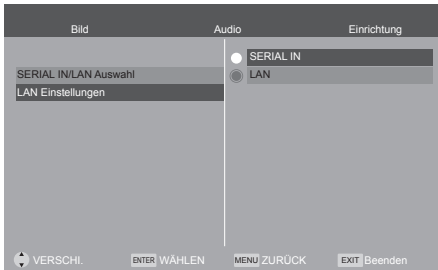 Bild Audio Einrichtung
SERIAL IN/LAN Auswahl
LAN Einstellungen
SERIAL IN
LAN
VERSCHI. ENTER WÄHLEN MENU ZURÜCK EXIT Beenden